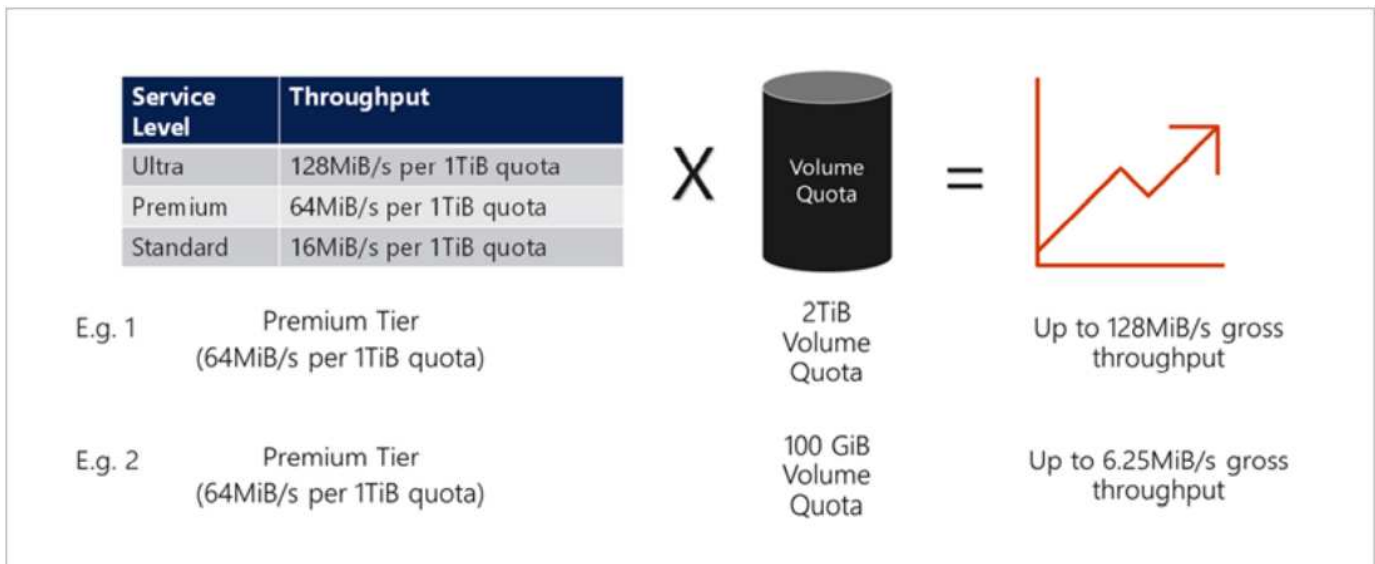 Service Level
Throughput
Ultra
128MiB/s per 1TiB quota
Premium
64MiB/s per 1TiB quota
Standard
16MiB/s per 1TiB quota
X
Volume
Quota
=
E.g. 1
Premium Tier
(64MiB/s per 1TiB quota)
2TiB
Volume
Quota
Up to 128MiB/s gross
throughput
E.g. 2
Premium Tier
(64MiB/s per 1TiB quota)
100 GiB
Volume
Quota
Up to 6.25MiB/s gross
throughput